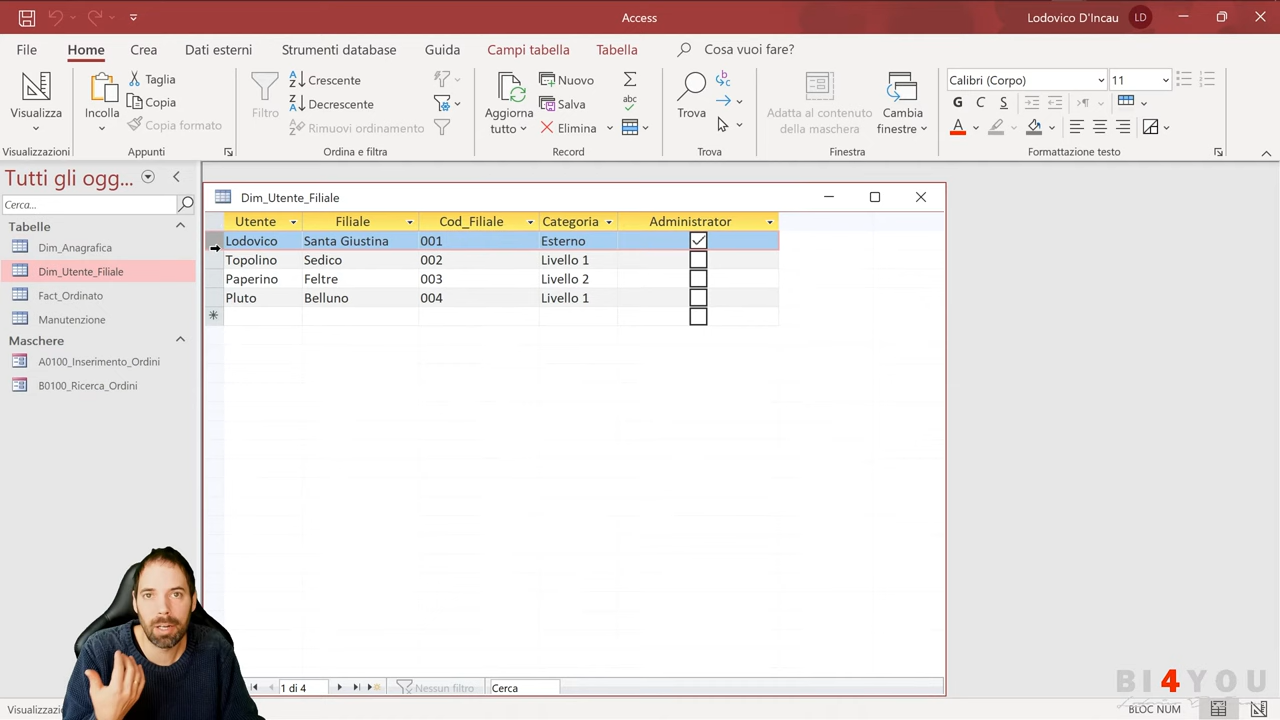 Access
Lodovico D'Incau LD
File Home Crea Dati esterni Strumenti database Guida Campi tabella Tabella Cosa vuoi fare?
Visualizza
Visualizzazioni
Incolla
Taglia
Copia
Copia formato
Appunti
Filtro
Crescente
Decrescente
Rimuovi ordinamento
Ordina e filtra
Aggiorna
tutto
Nuovo
Salva
Elimina
Record
Trova
Trova
Adatta al contenuto
della maschera
Cambia
finestre
Finestra
Calibri (Corpo) 11
G C S
A
Formattazione testo
Tutti gli ogg...
Cerca...
Tabelle
Dim_Anagrafica
Dim_Utente_Filiale
Fact_Ordinato
Manutenzione
Maschere
A0100_Inserimento_Ordini
B0100_Ricerca_Ordini
Dim_Utente_Filiale
Utente Filiale Cod_Filiale Categoria Administrator
Lodovico Santa Giustina 001 Esterno
Topolino Sedico 002 Livello 1
Paperino Feltre 003 Livello 2
Pluto Belluno 004 Livello 1
1 di 4 Nessun filtro Cerca
BI4YOU
Visualizzazi
BLOC NUM